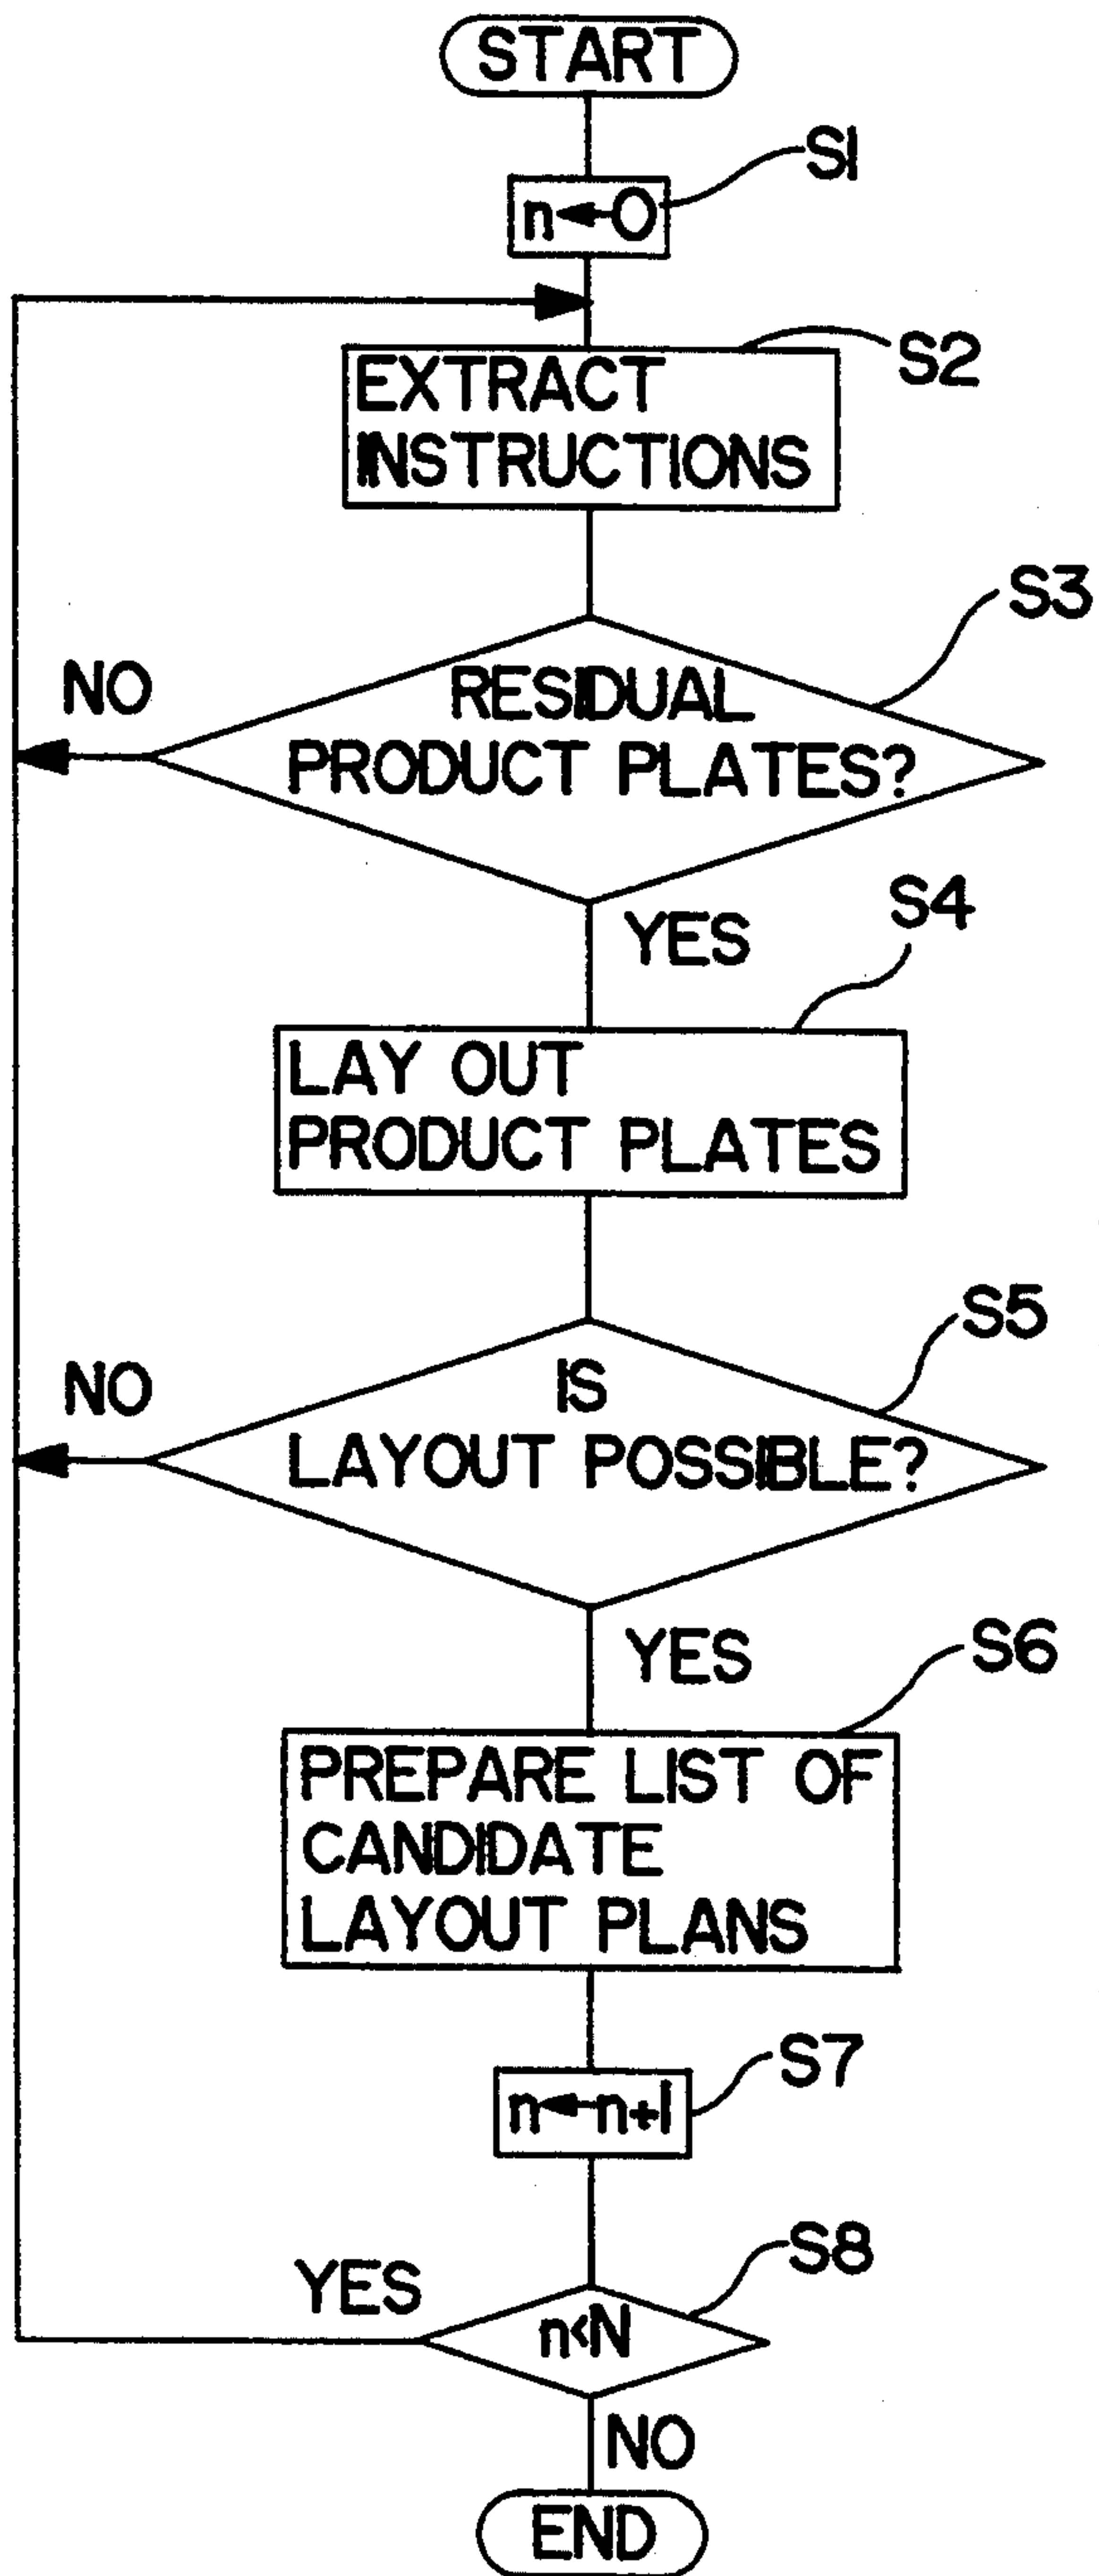 START
S1
n←0
S2
EXTRACT
INSTRUCTIONS
S3
NO
RESIDUAL
PRODUCT PLATES?
YES
S4
LAY OUT
PRODUCT PLATES
S5
NO
IS
LAYOUT POSSIBLE?
YES
S6
PREPARE LIST OF
CANDIDATE
LAYOUT PLANS
S7
n←n+1
S8
YES
n<N
NO
END